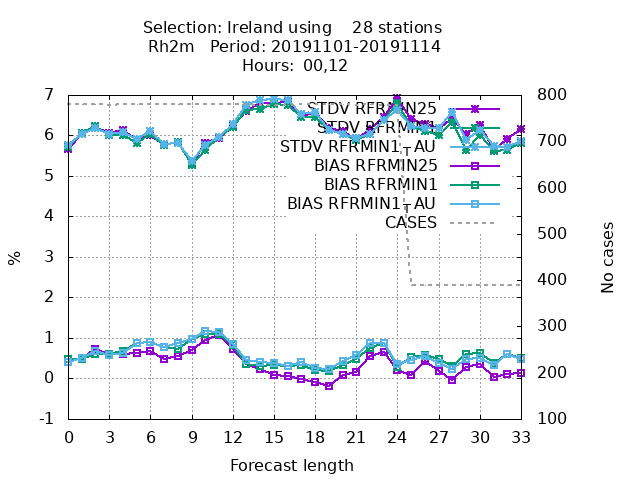 Selection: Ireland using    28 stations
Rh2m   Period: 20191101-20191114
Hours: 00,12
7
6
5
4
3
2
1
0
-1
%
800
700
600
500
400
300
200
100
No cases
STDV RFRMIN25
STDV RFRMIN1
STDV RFRMIN1_TAU
BIAS RFRMIN25
BIAS RFRMIN1
BIAS RFRMIN1_TAU
CASES
0 3 6 9 12 15 18 21 24 27 30 33
Forecast length